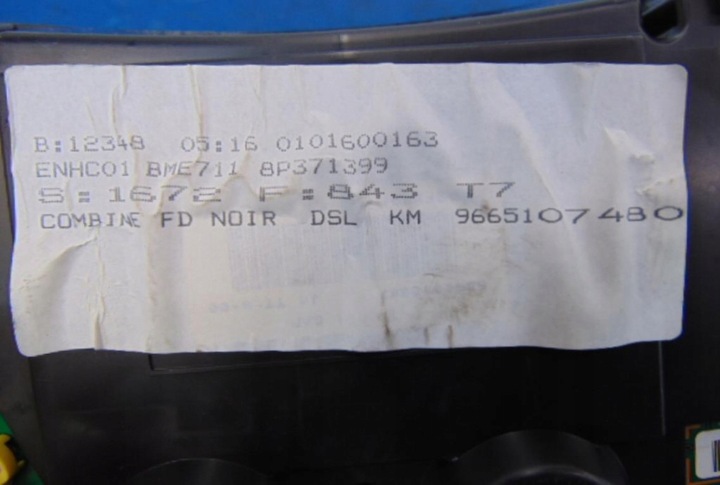 B:12348 05:16 0101600163
ENHC01 BME711 8P371399
S:1672 F:843 T7
COMBINE FD NOIR DSL KM 9665107480